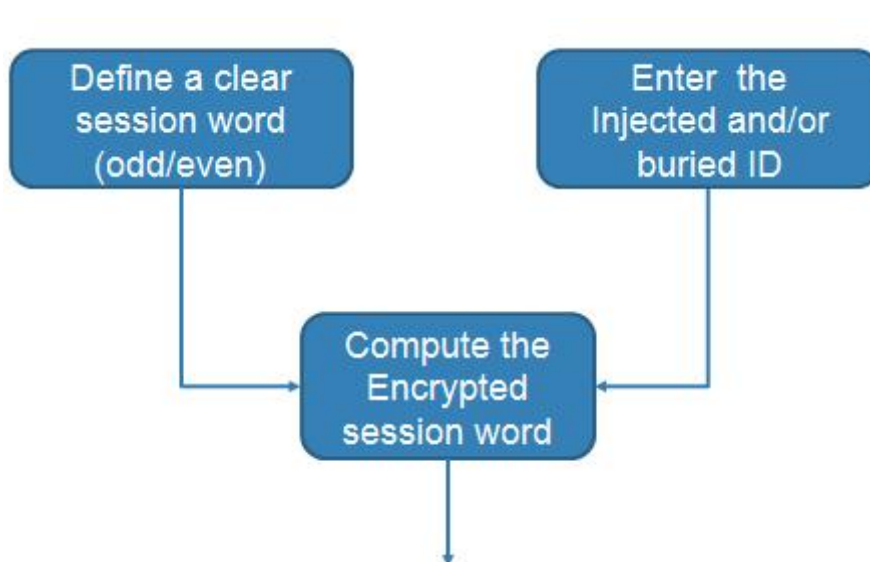 Define a clear
session word
(odd/even)
Enter the
Injected and/or
buried ID
Compute the
Encrypted
session word